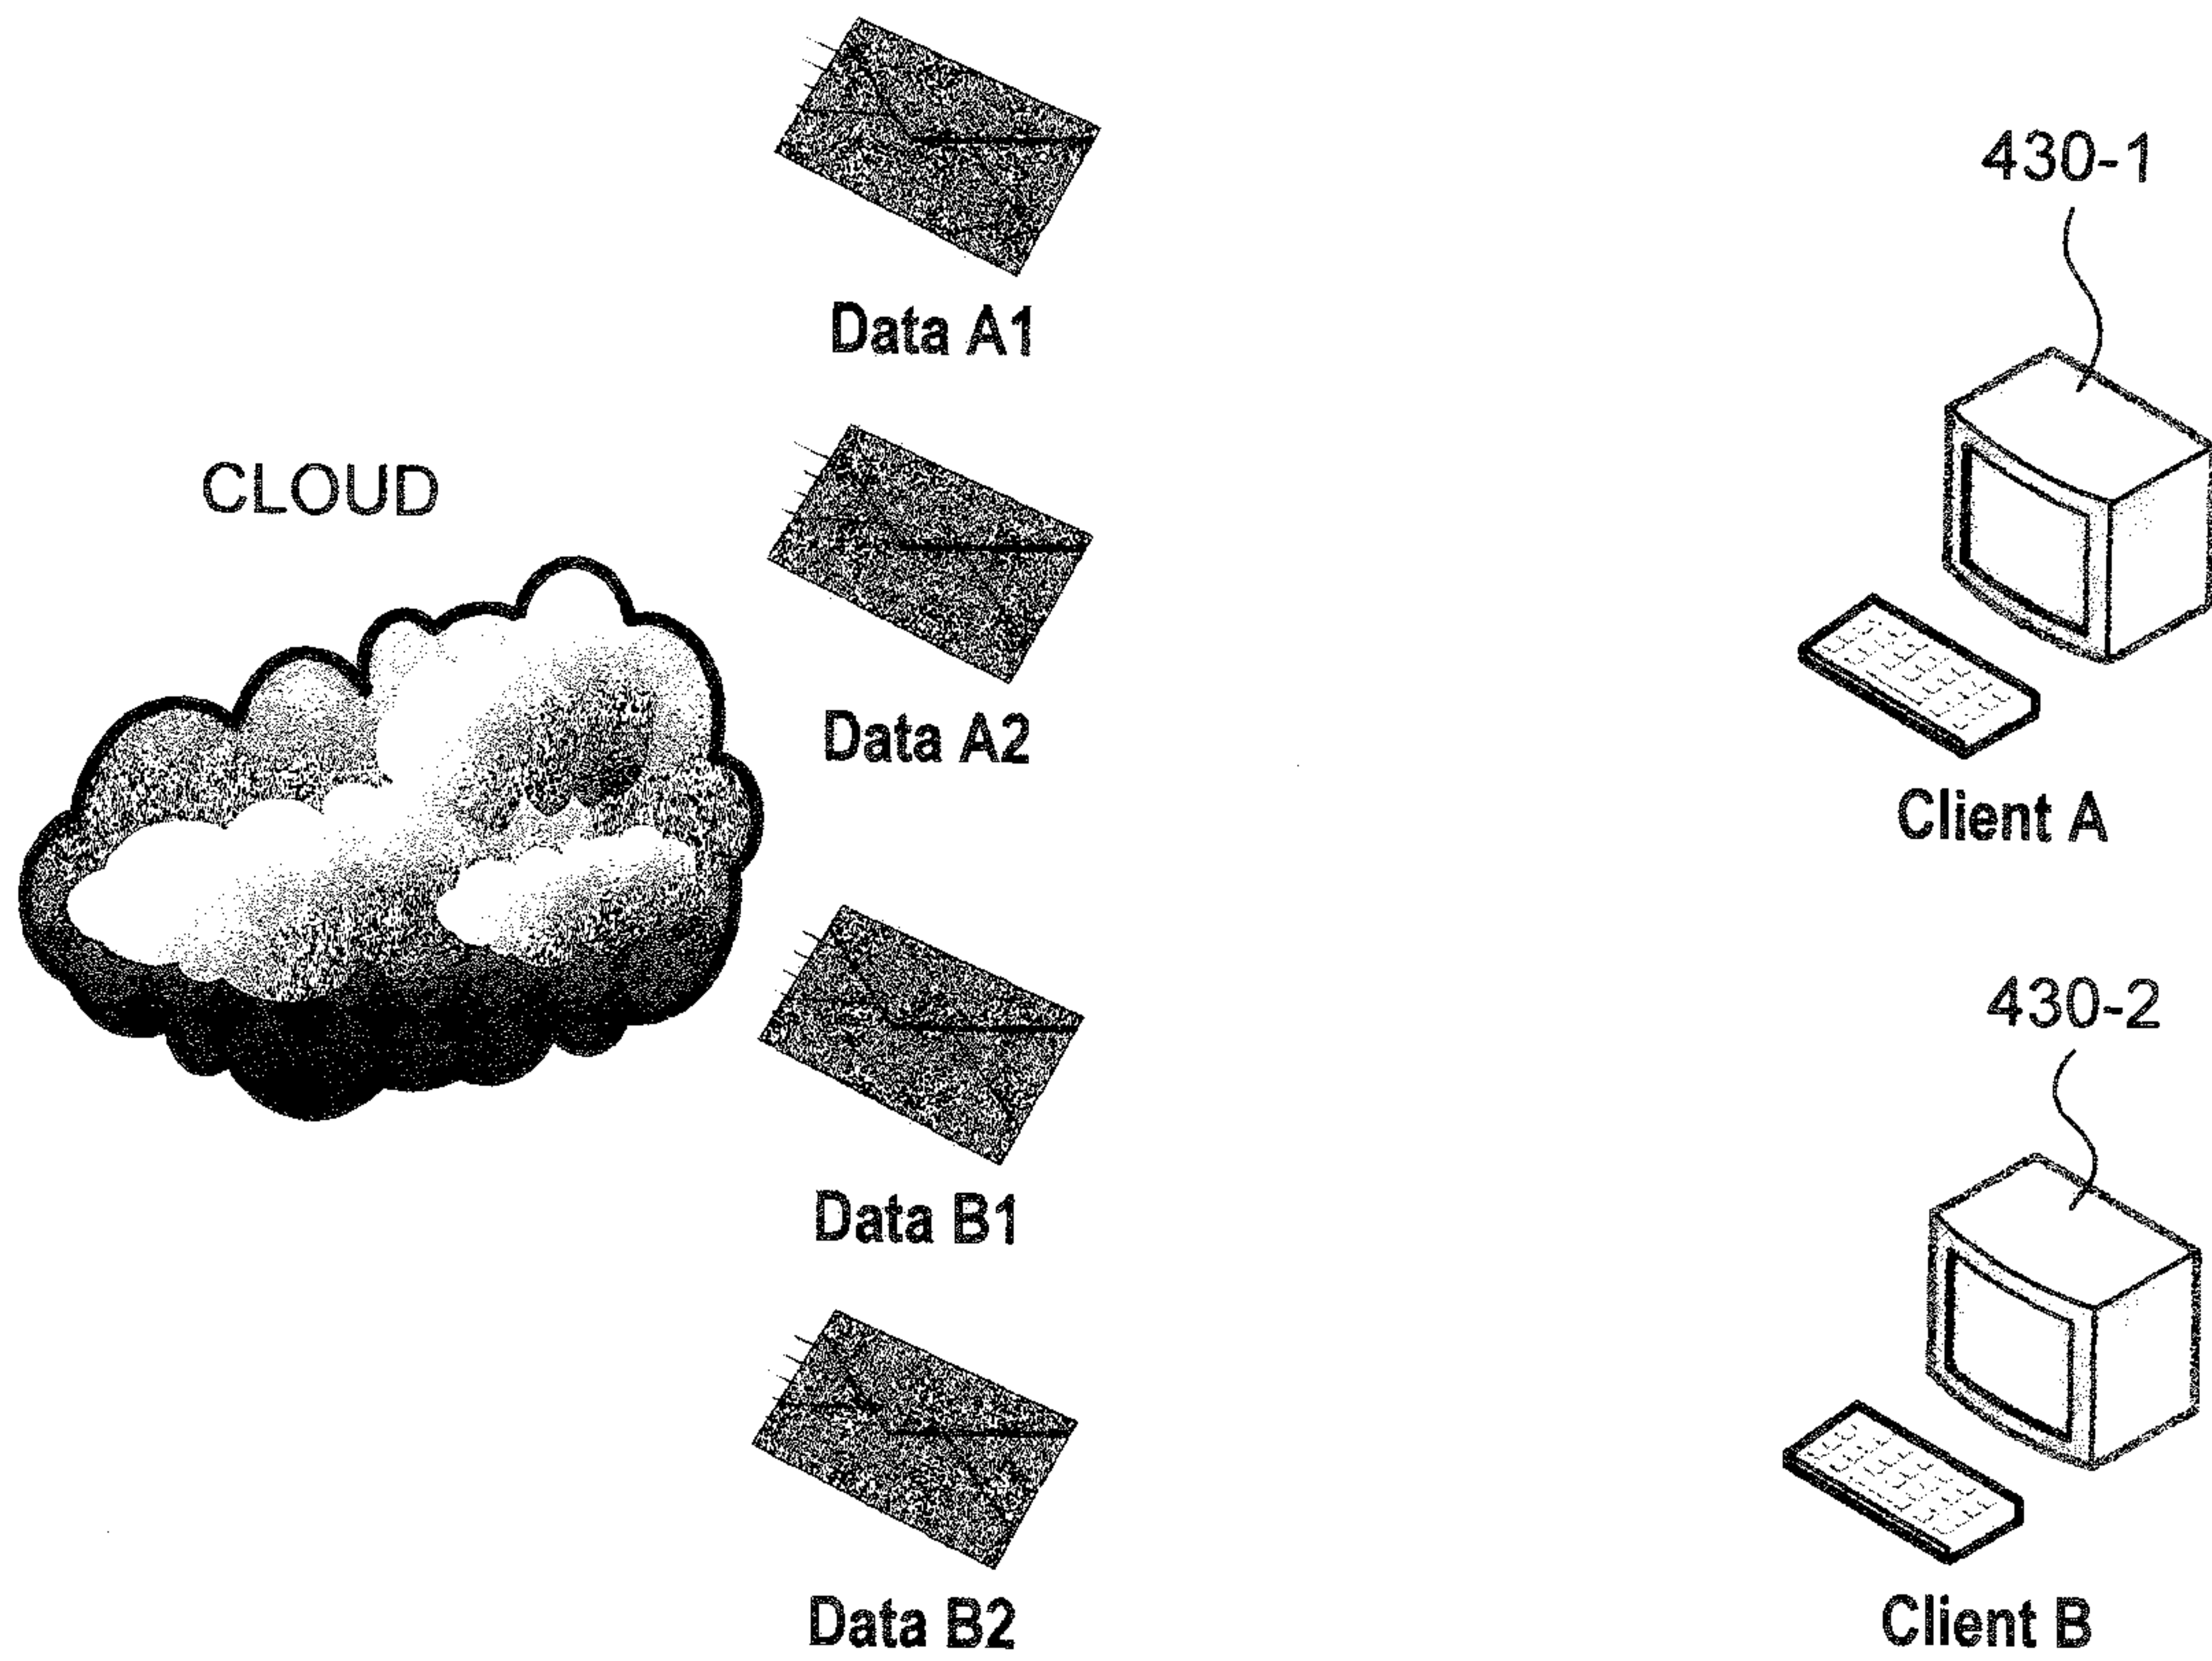 Data A1
430-1
CLOUD
Data A2
Client A
Data B1
430-2
Data B2
Client B